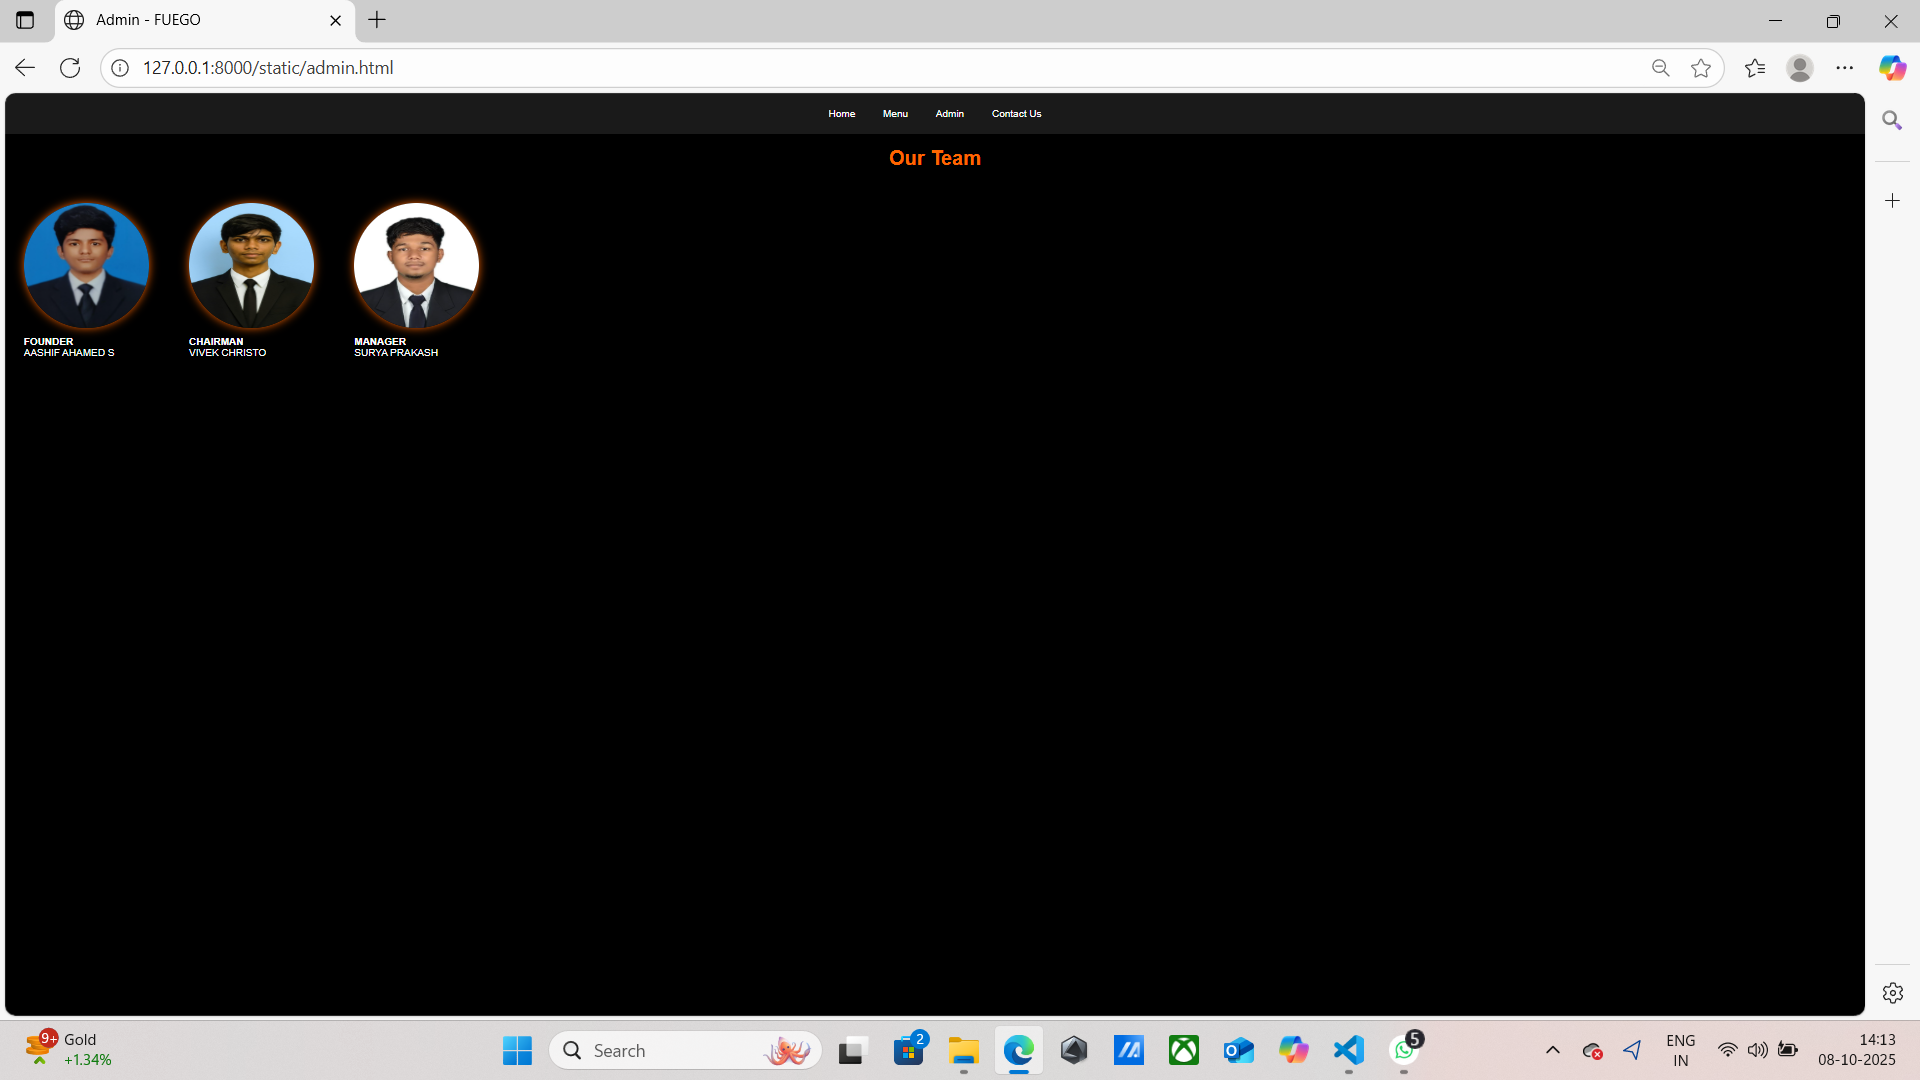 Admin - FUEGO
127.0.0.1:8000/static/admin.html
Home Menu Admin Contact Us
Our Team
FOUNDER
AASHIF AHAMED S
CHAIRMAN
VIVEK CHRISTO
MANAGER
SURYA PRAKASH
9+
Gold
+1.34%
Search
2
5
ENG
IN
14:13
08-10-2025